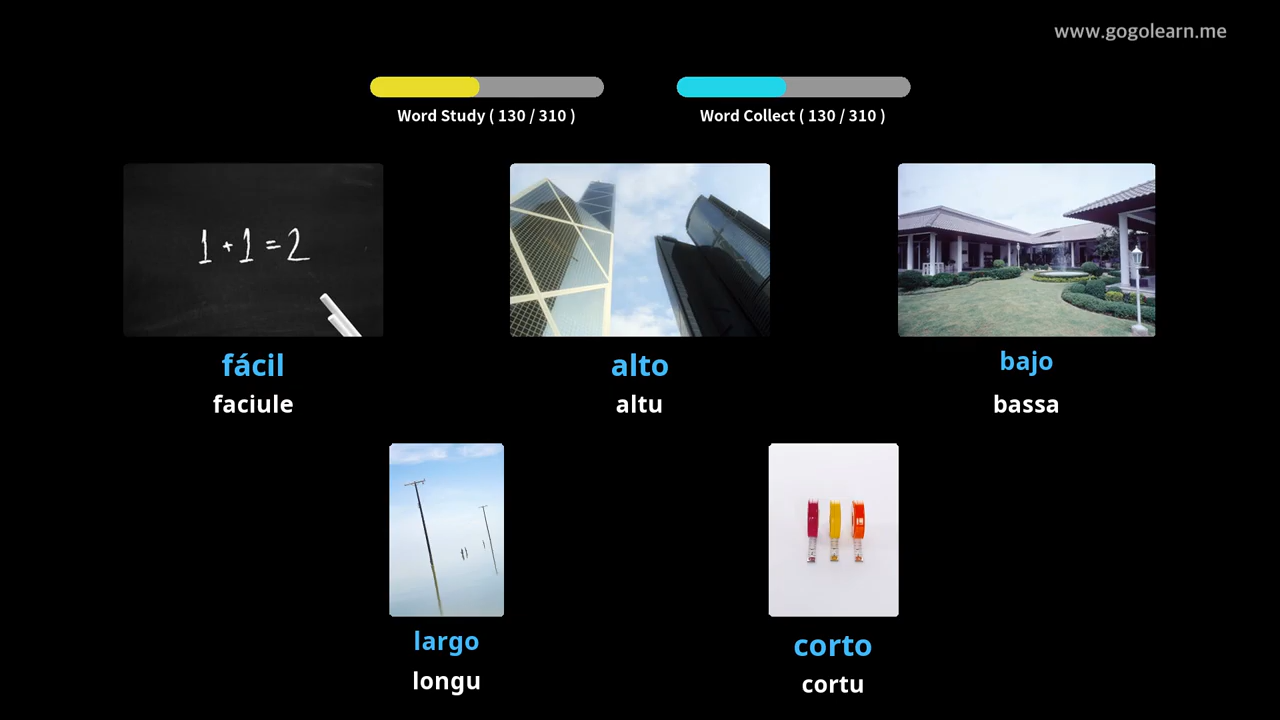 www.gogolearn.me
Word Study ( 130 / 310 )
Word Collect ( 130 / 310 )
1 + 1 = 2
fácil
faciule
alto
altu
bajo
bassa
largo
longu
corto
cortu